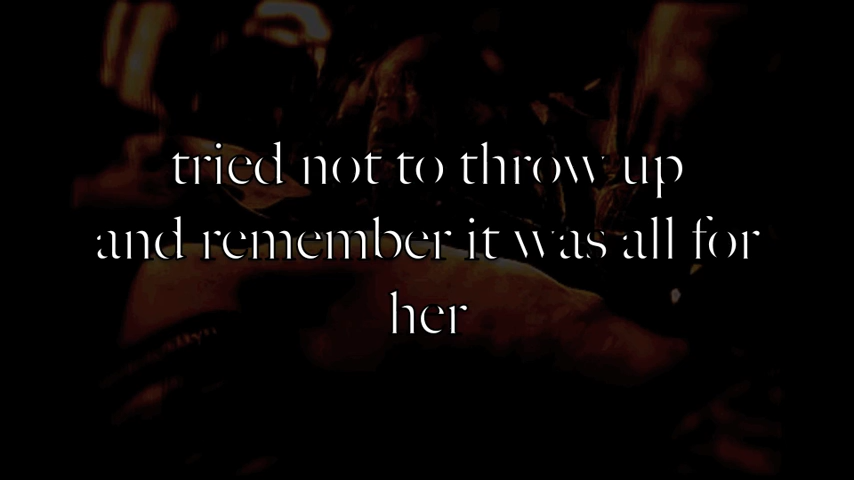 tried not to throw up
and remember it was all for
her